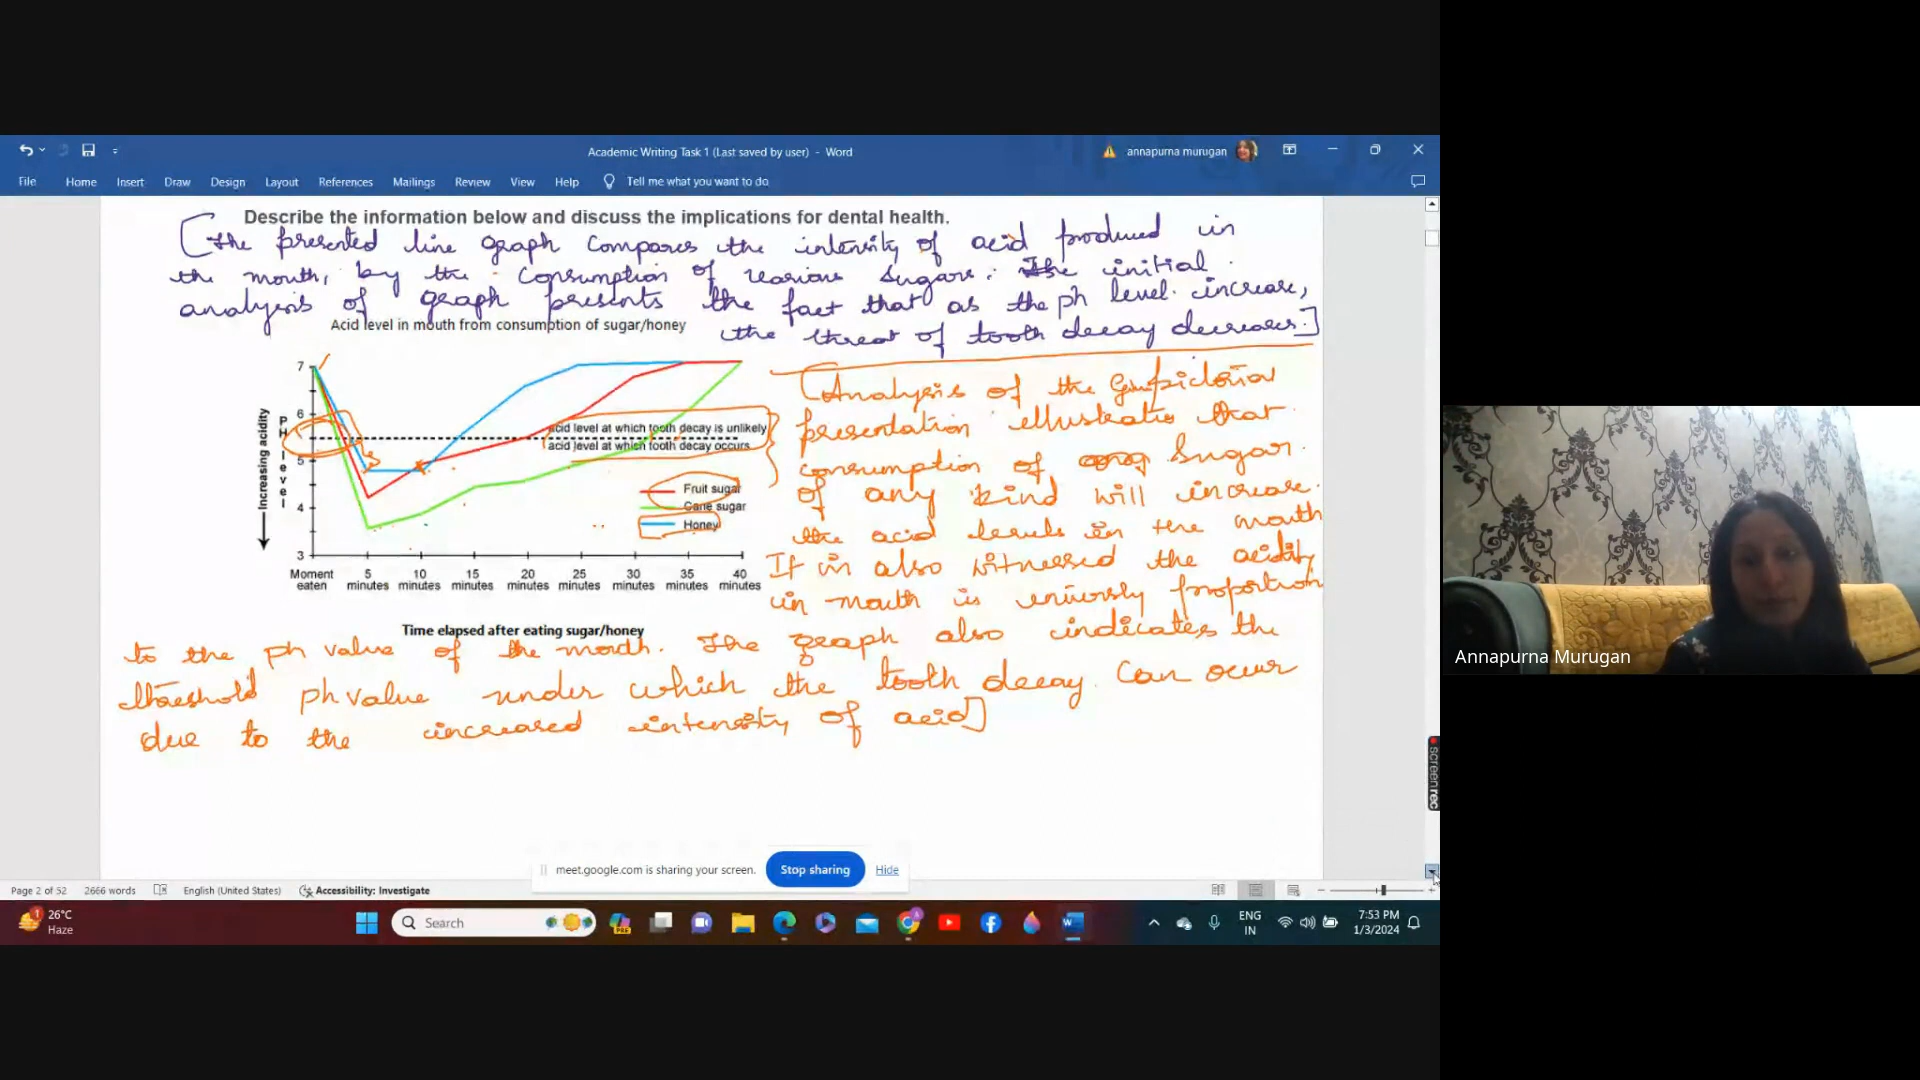 Academic Writing Task 1 (Last saved by user) - Word
annapurna murugan
File Home Insert Draw Design Layout References Mailings Review View Help Tell me what you want to do
Describe the information below and discuss the implications for dental health.
[The presented line graph compares the intensity of acid produced in
the mouth, by the consumption of various sugars. The initial
analysis of graph presents the fact that as the ph level increase,
the threat of tooth decay decreases.]
Acid level in mouth from consumption of sugar/honey
7
6
5
4
3
PH level
Increasing acidity
acid level at which tooth decay is unlikely
acid level at which tooth decay occurs
Fruit sugar
Cane sugar
Honey
Moment eaten
5 minutes
10 minutes
15 minutes
20 minutes
25 minutes
30 minutes
35 minutes
40 minutes
Time elapsed after eating sugar/honey
[Analysis of the pictorial
presentation illustrates that
consumption of sugar
of any kind will increase
the acid levels in the mouth
It is also witnessed the acidity
in mouth is proportion
to the ph value of the mouth. The graph also indicates the
threshold ph value under which the tooth decay can occur
due to the increased intensity of acid]
meet.google.com is sharing your screen. Stop sharing Hide
Page 2 of 52 2666 words English (United States) Accessibility: Investigate
26°C
Haze
Search
ENG
IN
7:53 PM
1/3/2024
screenrec
Annapurna Murugan